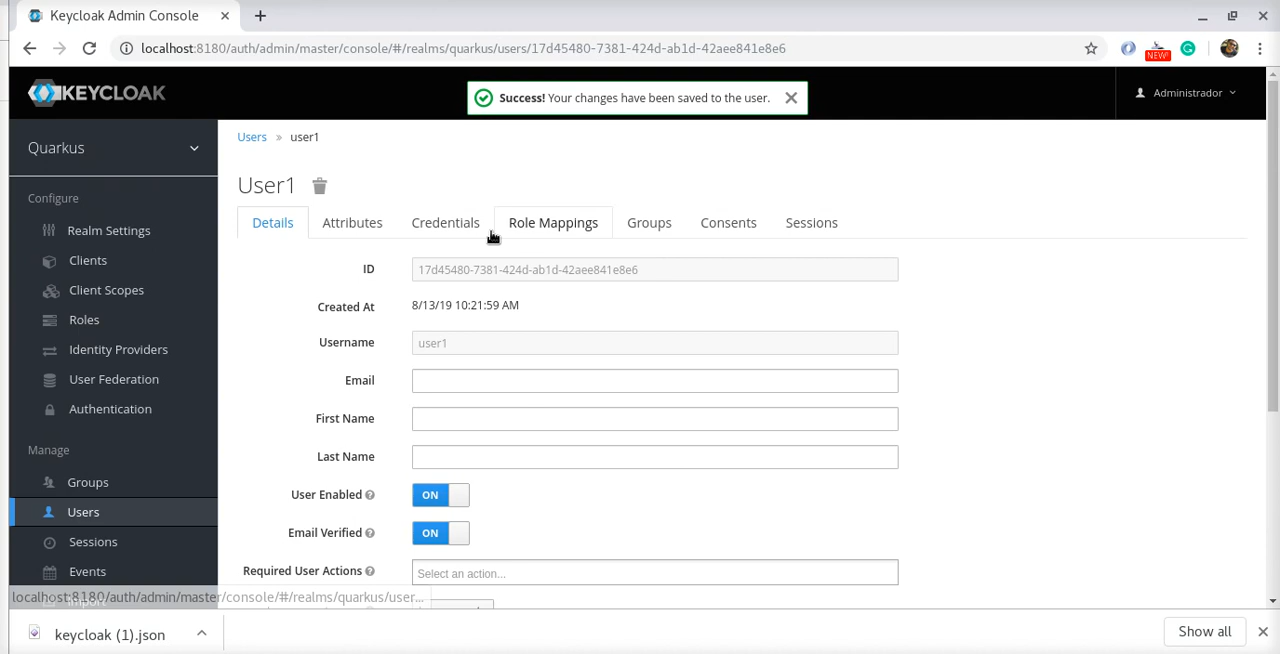 Keycloak Admin Console
localhost:8180/auth/admin/master/console/#/realms/quarkus/users/17d45480-7381-424d-ab1d-42aee841e8e6
NEW!
KEYCLOAK
Success! Your changes have been saved to the user.
Administrador
Quarkus
Users » user1
User1
Configure
Details Attributes Credentials Role Mappings Groups Consents Sessions
Realm Settings
Clients
Client Scopes
Roles
Identity Providers
User Federation
Authentication
Manage
Groups
Users
Sessions
Events
Import
ID 17d45480-7381-424d-ab1d-42aee841e8e6
Created At 8/13/19 10:21:59 AM
Username user1
Email
First Name
Last Name
User Enabled ON
Email Verified ON
Required User Actions Select an action...
localhost:8180/auth/admin/master/console/#/realms/quarkus/user...
keycloak (1).json
Show all